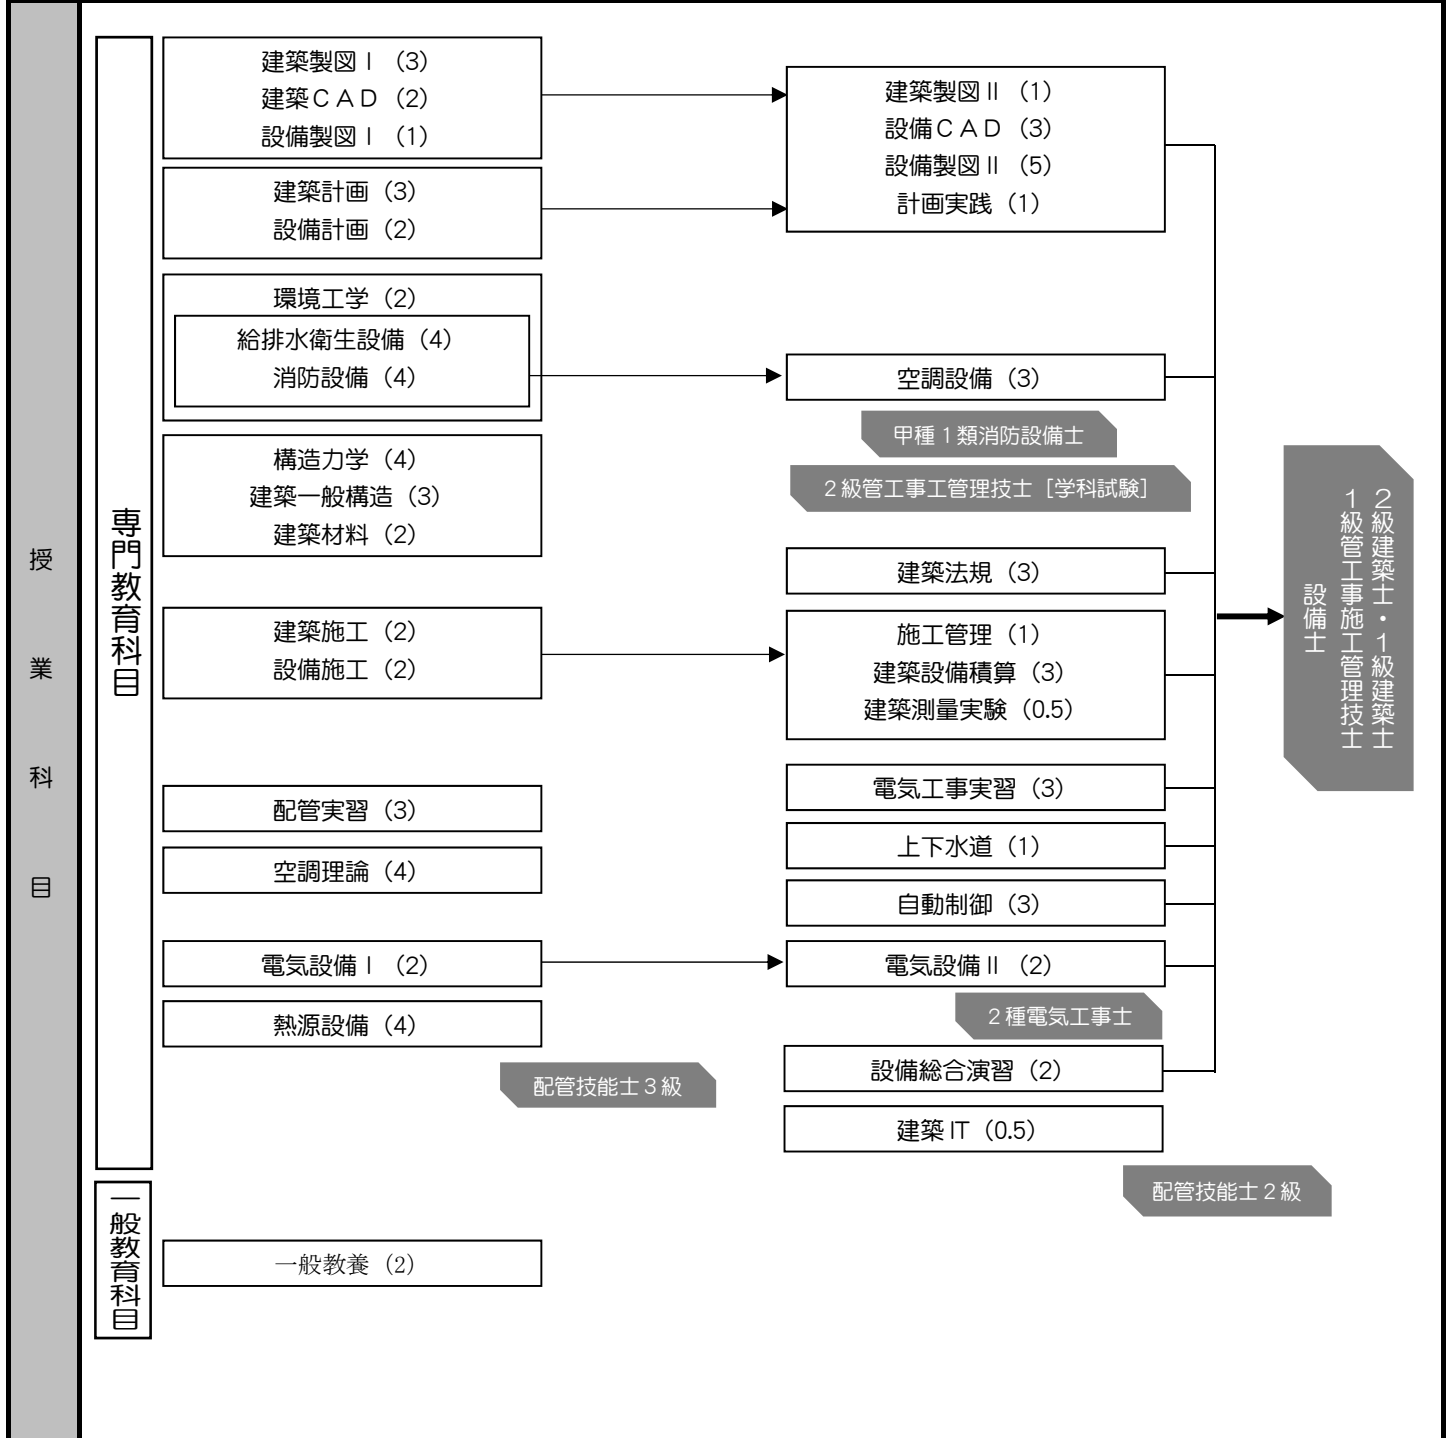 授業科目
専門教育科目
建築製図Ⅰ（3）
建築ＣＡＤ（2）
設備製図Ⅰ（1）
建築計画（3）
設備計画（2）
環境工学（2）
給排水衛生設備（4）
消防設備（4）
構造力学（4）
建築一般構造（3）
建築材料（2）
建築施工（2）
設備施工（2）
配管実習（3）
空調理論（4）
電気設備Ⅰ（2）
熱源設備（4）
配管技能士３級
建築製図Ⅱ（1）
設備ＣＡＤ（3）
設備製図Ⅱ（5）
計画実践（1）
空調設備（3）
甲種１類消防設備士
２級管工事工管理技士［学科試験］
建築法規（3）
施工管理（1）
建築設備積算（3）
建築測量実験（0.5）
電気工事実習（3）
上下水道（1）
自動制御（3）
電気設備Ⅱ（2）
２種電気工事士
設備総合演習（2）
建築 IT（0.5）
配管技能士２級
２級建築士・１級建築士
１級管工事施工管理技士
設備士
一般教育科目
一般教養（2）